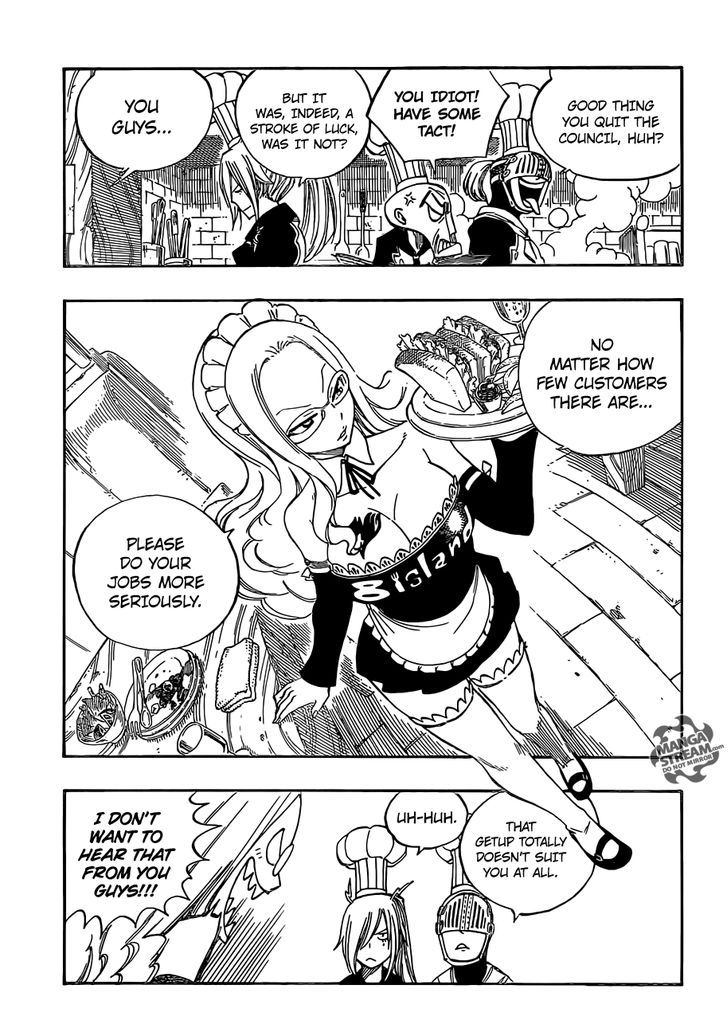 GOOD THING
YOU QUIT THE
COUNCIL, HUH?
YOU IDIOT!
HAVE SOME
TACT!
BUT IT
WAS, INDEED, A
STROKE OF LUCK,
WAS IT NOT?
YOU
GUYS...
NO
MATTER HOW
FEW CUSTOMERS
THERE ARE...
8island
PLEASE
DO YOUR
JOBS MORE
SERIOUSLY.
MANGA
STREAM.com
DO NOT MIRROR
THAT
GETUP TOTALLY
DOESN'T SUIT
YOU AT ALL.
UH-HUH.
I DON'T
WANT TO
HEAR THAT
FROM YOU
GUYS!!!